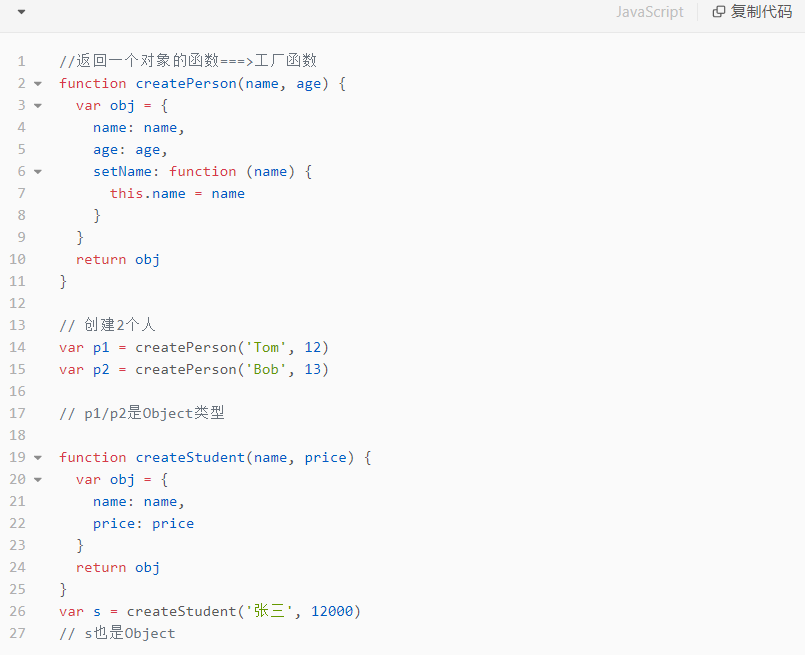 JavaScript 复制代码
1 //返回一个对象的函数===>工厂函数
2 function createPerson(name, age) {
3 var obj = {
4 name: name,
5 age: age,
6 setName: function (name) {
7 this.name = name
8 }
9 }
10 return obj
11 }
12
13 // 创建2个人
14 var p1 = createPerson('Tom', 12)
15 var p2 = createPerson('Bob', 13)
16
17 // p1/p2是Object类型
18
19 function createStudent(name, price) {
20 var obj = {
21 name: name,
22 price: price
23 }
24 return obj
25 }
26 var s = createStudent('张三', 12000)
27 // s也是Object